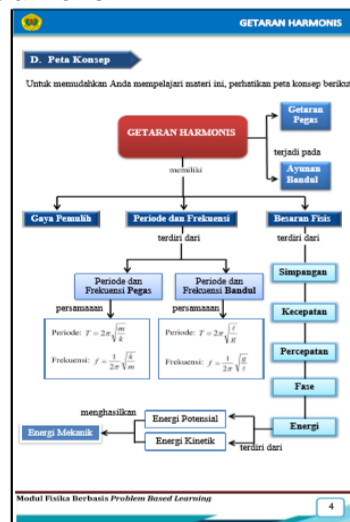 GETARAN HARMONIS
D. Peta Konsep
Untuk memudahkan Anda mempelajari materi ini, perhatikan peta konsep berikut
GETARAN HARMONIS
Getaran
Pegas
terjadi pada
Ayunan
Bandul
memiliki
Gaya Pemulih
Periode dan Frekuensi
Besaran Fisis
terdiri dari
terdiri dari
Periode dan
Frekuensi Pegas
Periode dan
Frekuensi Bandul
persamaaan
persamaaan
Periode: T = 2π√(m/k)
Frekuensi: f = 1/2π √(k/m)
Periode: T = 2π√(ℓ/g)
Frekuensi: f = 1/2π √(g/ℓ)
Simpangan
Kecepatan
Percepatan
Fase
Energi
terdiri dari
Energi Potensial
Energi Kinetik
menghasilkan
Energi Mekanik
Modul Fisika Berbasis Problem Based Learning
4